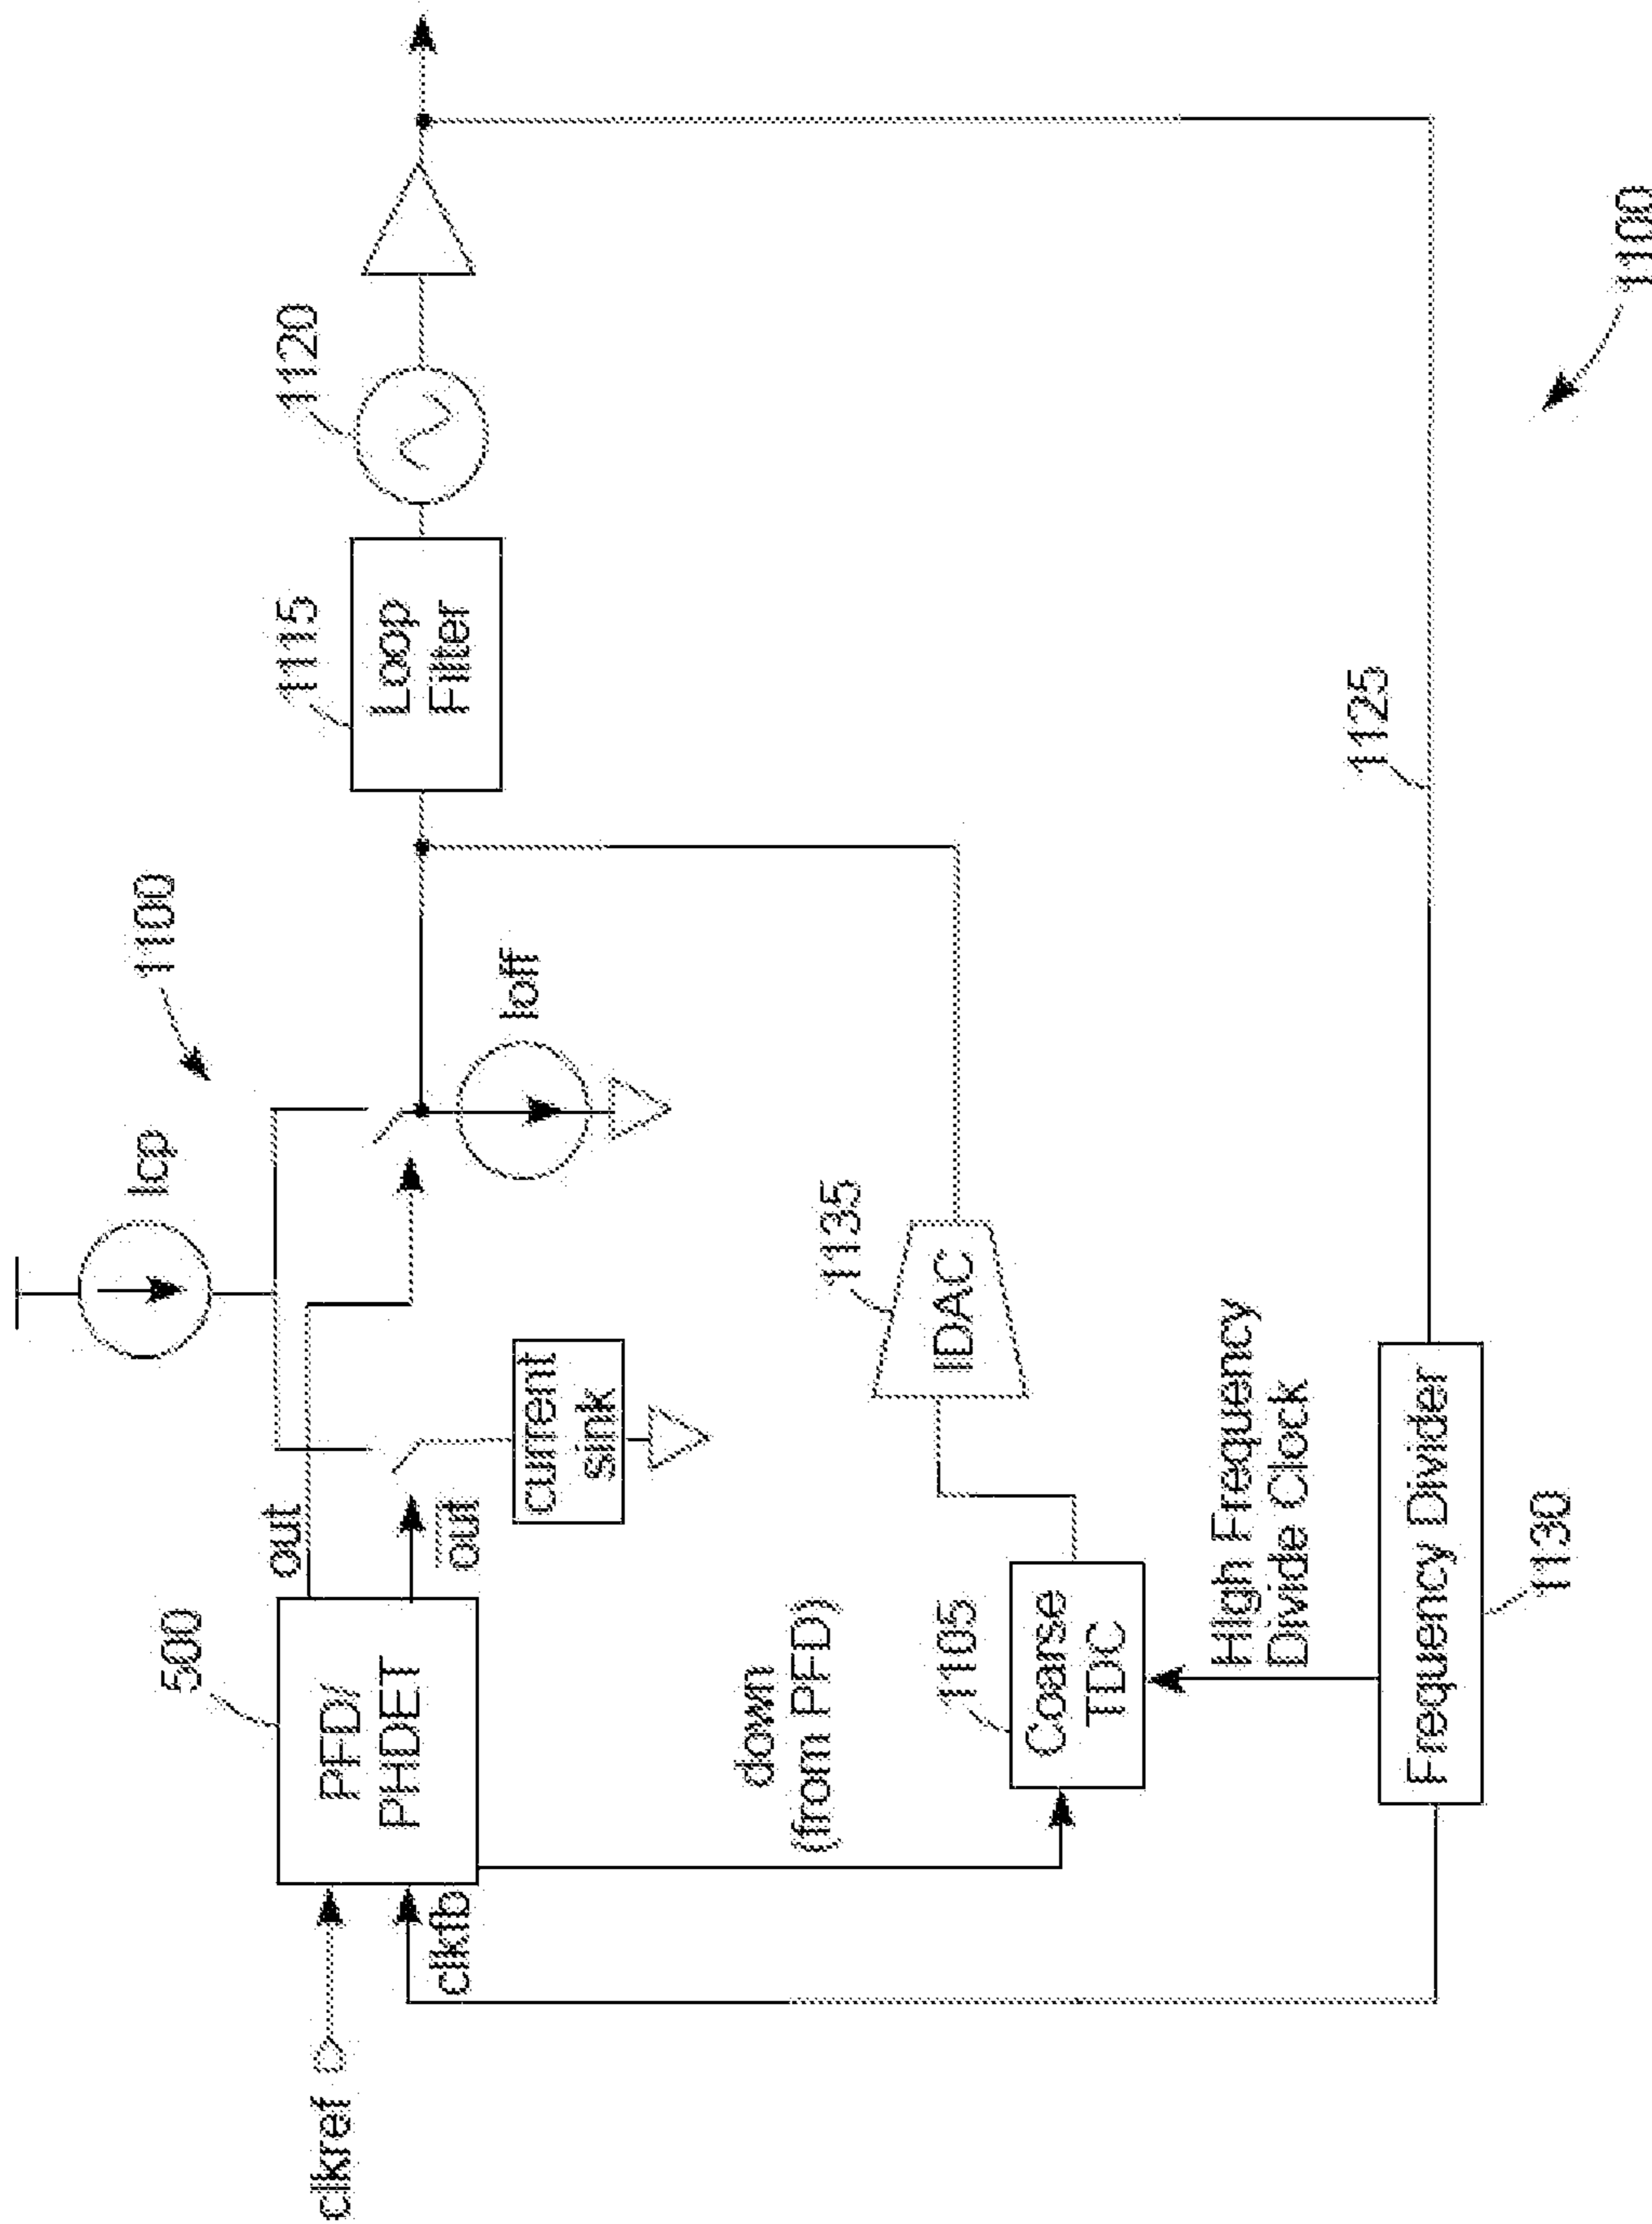 Icp
1100
1115
1120
500
out
out
Loop
Filter
PFD/
PHDET
clkref
clkfb
current
sink
Ioff
down
(from PFD)
1135
IDAC
1105
Coarse
TDC
High Frequency
Divide Clock
1125
Frequency Divider
1130
1100